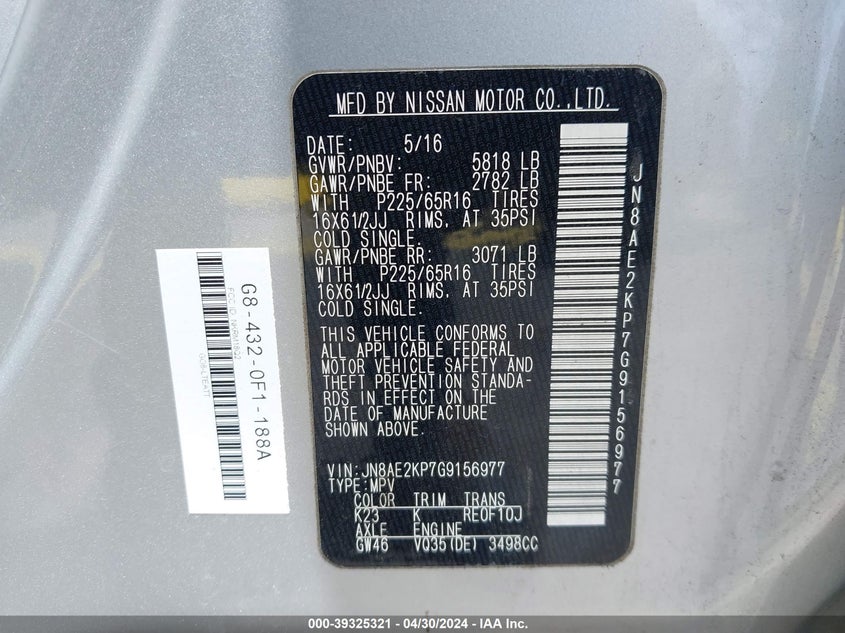 MFD BY NISSAN MOTOR CO.,LTD.
DATE: 5/16
GVWR/PNBV: 5818 LB
GAWR/PNBE FR: 2782 LB
WITH P225/65R16 TIRES
16X61/2JJ RIMS, AT 35PSI
COLD SINGLE.
GAWR/PNBE RR: 3071 LB
WITH P225/65R16 TIRES
16X61/2JJ RIMS, AT 35PSI
COLD SINGLE.
THIS VEHICLE CONFORMS TO
ALL APPLICABLE FEDERAL
MOTOR VEHICLE SAFETY AND
THEFT PREVENTION STANDA-
RDS IN EFFECT ON THE
DATE OF MANUFACTURE
SHOWN ABOVE.
VIN:JN8AE2KP7G9156977
TYPE:MPV
COLOR TRIM TRANS
K23 K RE0F10J
AXLE ENGINE
GW46 VQ35(DE) 3498CC
JN8AE2KP7G9156977
G8-432-0F1-188A
FCC ID:
000-39325321 / 04/30/2024 - IAA Inc.